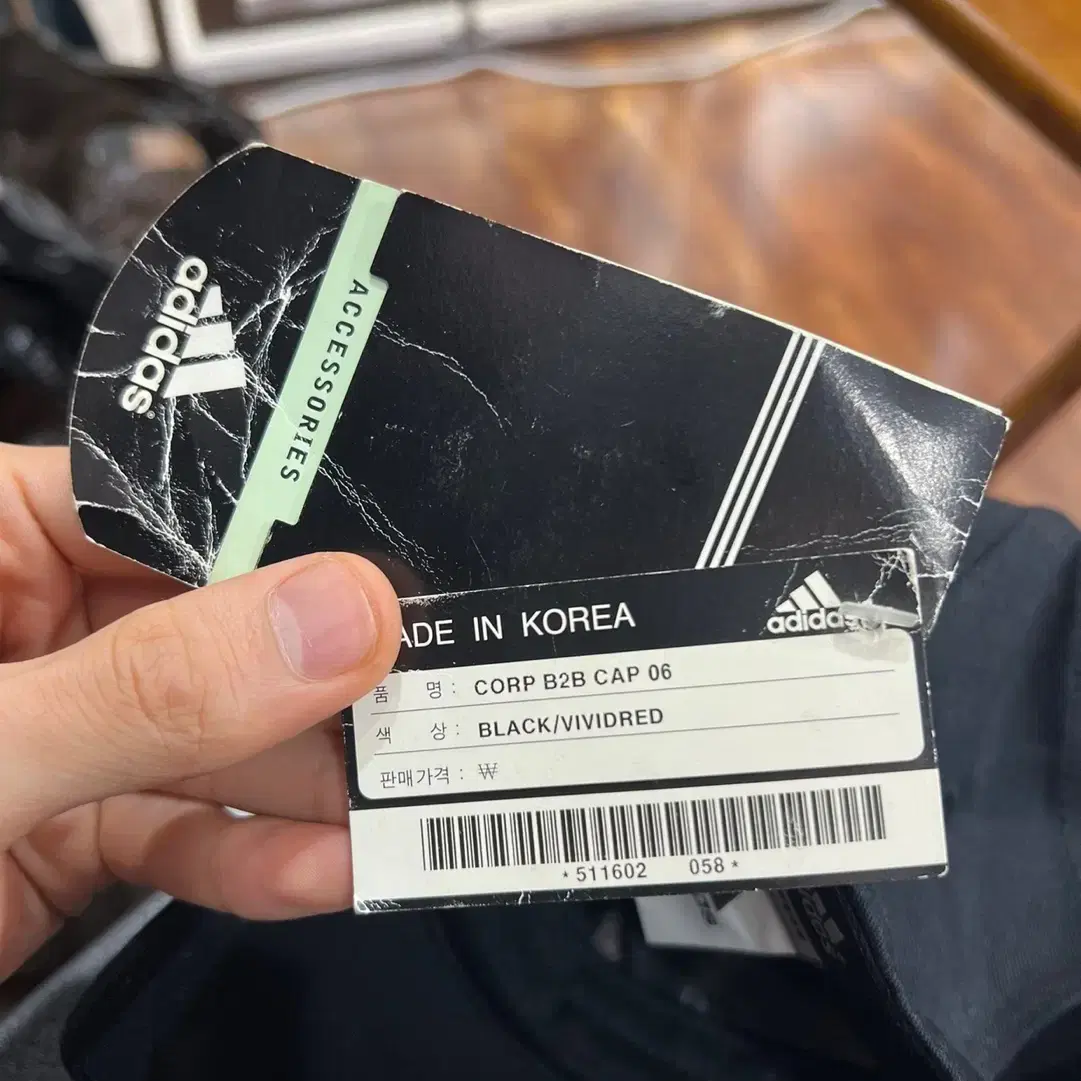 adidas
ACCESSORIES
ADE IN KOREA
adidas
품 명 : CORP B2B CAP 06
색 상 : BLACK/VIVIDRED
판매가격 : ₩
*511602 058*